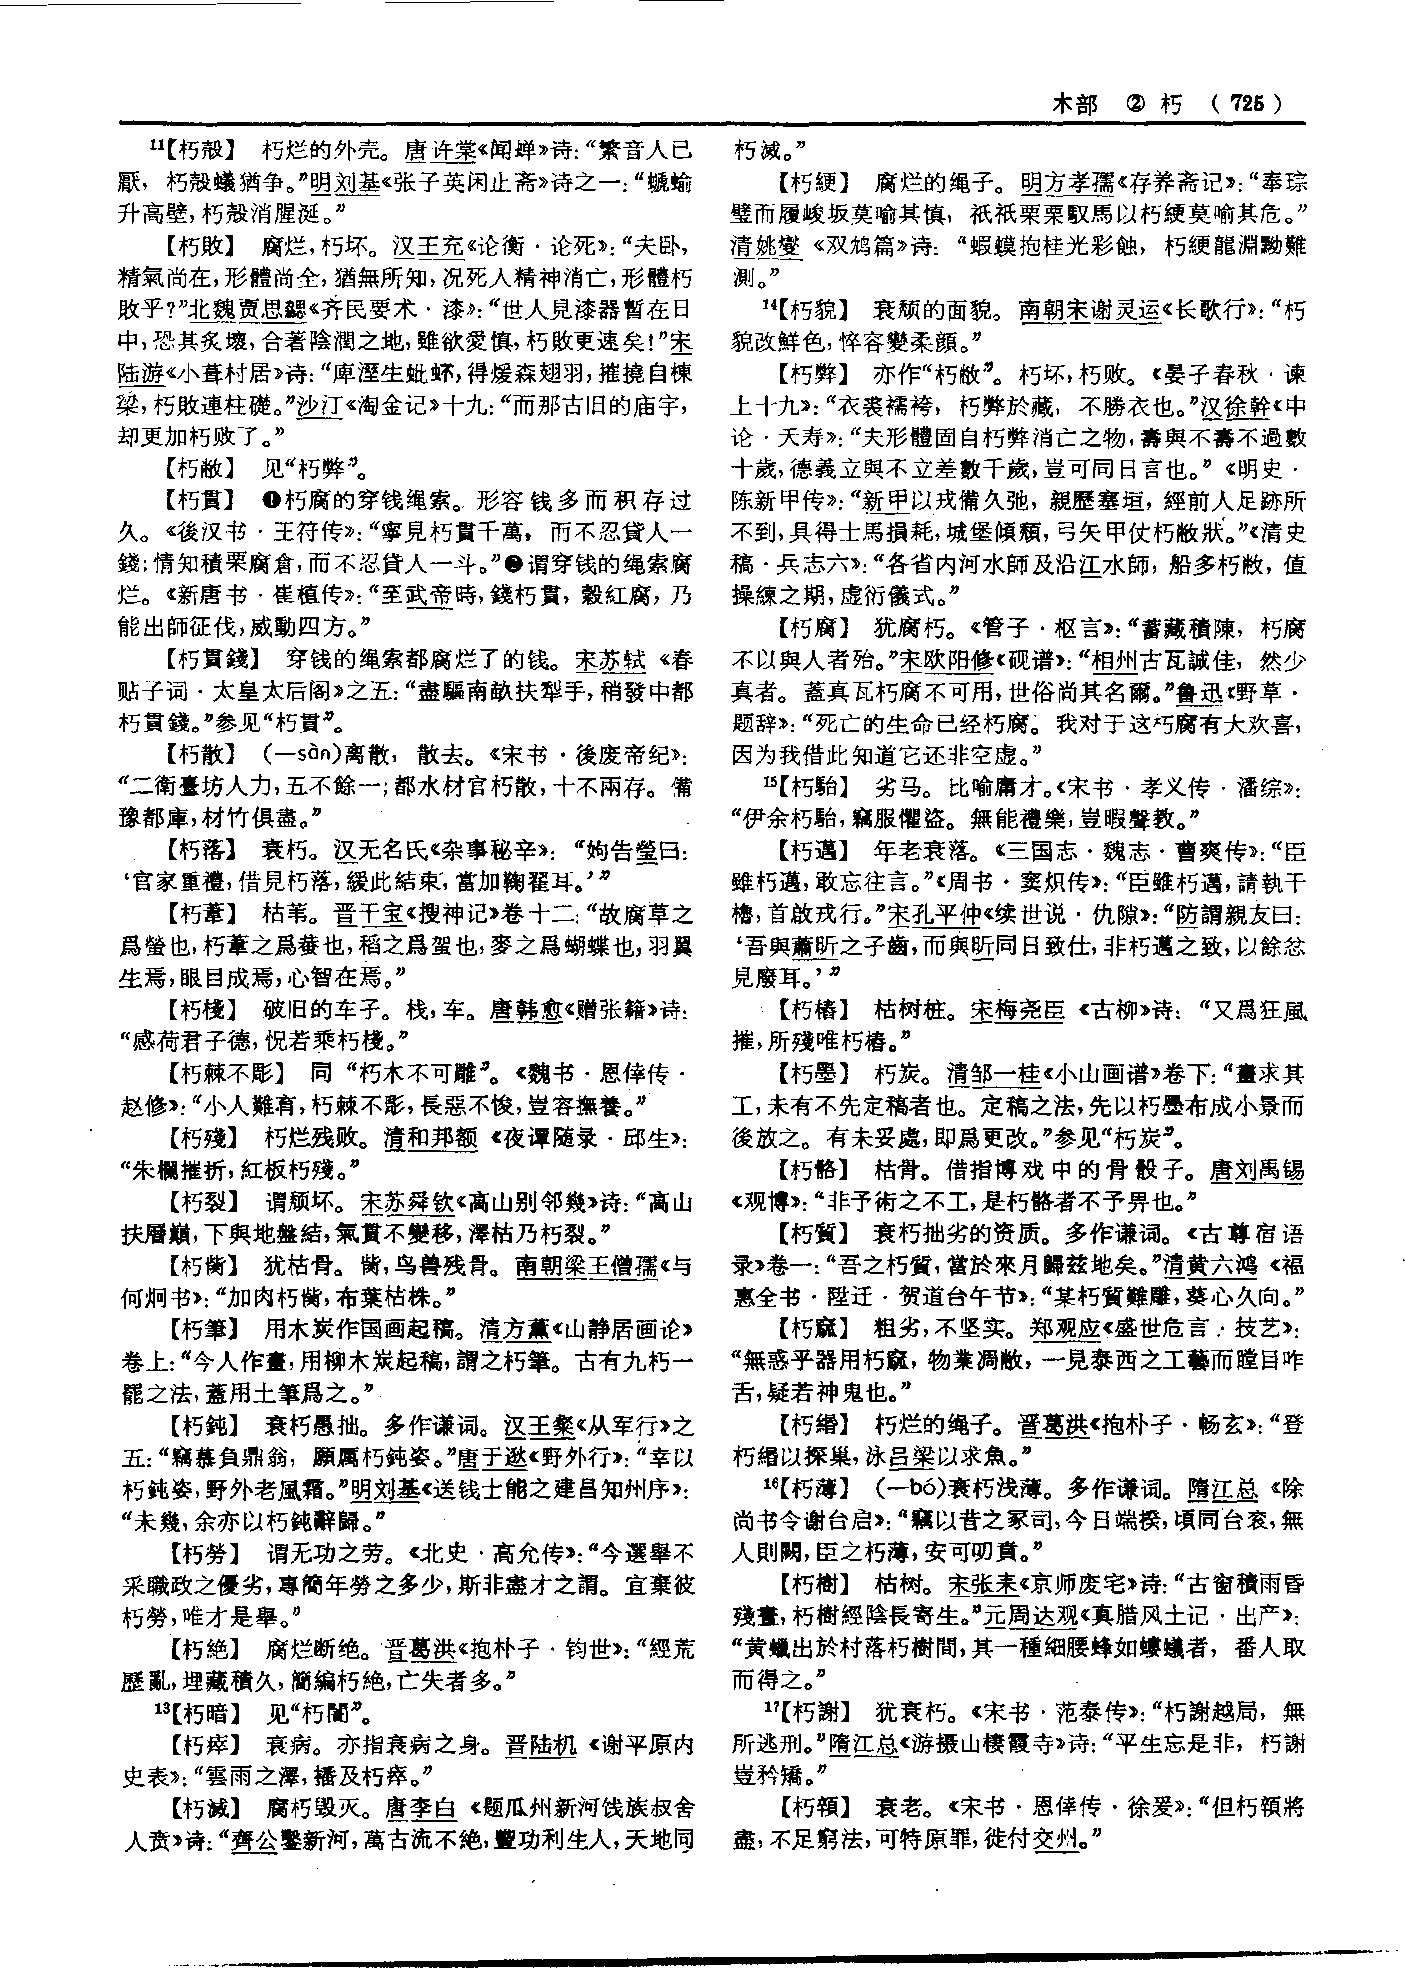 木部 ② 朽 （725）
11【朽殼】 朽烂的外壳。唐许棠《闻蝉》诗：“繁音人已
厭，朽殼蟻猶争。”明刘基《张子英闲止斋》诗之一：“螔蝓
升高壁，朽殼消腥涎。”
【朽敗】 腐烂，朽坏。汉王充《论衡·论死》：“夫卧，
精氣尚在，形體尚全，猶無所知，况死人精神消亡，形體朽
敗乎？”北魏贾思勰《齐民要术·漆》：“世人見漆器暫在日
中，恐其炙壞，合著陰潤之地，雖欲愛慎，朽敗更速矣！”宋
陆游《小葺村居》诗：“庳溼生蚍蜉，得煖森翅羽，摧撓自棟
梁，朽敗連柱礎。”沙汀《淘金记》十九：“而那古旧的庙宇，
却更加朽败了。”
【朽敝】 见“朽弊”。
【朽貫】 ❶朽腐的穿钱绳索。形容钱多而积存过
久。《後汉书·王符传》：“寧見朽貫千萬，而不忍貸人一
錢；情知積粟腐倉，而不忍貸人一斗。”❷谓穿钱的绳索腐
烂。《新唐书·崔植传》：“至武帝時，錢朽貫，穀紅腐，乃
能出師征伐，威動四方。”
【朽貫錢】 穿钱的绳索都腐烂了的钱。宋苏轼《春
贴子词·太皇太后阁》之五：“盡驅南畝扶犁手，稍發中都
朽貫錢。”参见“朽貫”。
【朽散】 （—sàn）离散，散去。《宋书·後废帝纪》：
“二衛臺坊人力，五不餘一；都水材官朽散，十不兩存。備
豫都庫，材竹俱盡。”
【朽落】 衰朽。汉无名氏《杂事秘辛》：“姁告瑩曰：
‘官家重禮，借見朽落，緩此結束，當加鞠翟耳。’”
【朽葦】 枯苇。晋干宝《搜神记》卷十二：“故腐草之
爲螢也，朽葦之爲蛬也，稻之爲䖹也，麥之爲蝴蝶也，羽翼
生焉，眼目成焉，心智在焉。”
【朽棧】 破旧的车子。栈，车。唐韩愈《赠张籍》诗：
“感荷君子德，怳若乘朽棧。”
【朽棘不彫】 同“朽木不可雕”。《魏书·恩倖传·
赵修》：“小人難育，朽棘不彫，長惡不悛，豈容撫養。”
【朽殘】 朽烂残败。清和邦额《夜谭随录·邱生》：
“朱欄摧折，紅板朽殘。”
【朽裂】 谓颓坏。宋苏舜钦《高山别邻幾》诗：“高山
扶層巔，下與地盤結，氣貫不變移，澤枯乃朽裂。”
【朽胔】 犹枯骨。胔，鸟兽残骨。南朝梁王僧孺《与
何炯书》：“加肉朽胔，布葉枯株。”
【朽筆】 用木炭作国画起稿。清方薰《山静居画论》
卷上：“今人作畫，用柳木炭起稿，謂之朽筆。古有九朽一
罷之法，蓋用土筆爲之。”
【朽鈍】 衰朽愚拙。多作谦词。汉王粲《从军行》之
五：“竊慕負鼎翁，願厲朽鈍姿。”唐于逖《野外行》：“幸以
朽鈍姿，野外老風霜。”明刘基《送钱士能之建昌知州序》：
“未幾，余亦以朽鈍辭歸。”
【朽勞】 谓无功之劳。《北史·高允传》：“今選舉不
采職政之優劣，專簡年勞之多少，斯非盡才之謂。宜棄彼
朽勞，唯才是舉。”
【朽絶】 腐烂断绝。晋葛洪《抱朴子·钧世》：“經荒
歷亂，埋藏積久，簡編朽絶，亡失者多。”
13【朽暗】 见“朽闇”。
【朽瘁】 衰病。亦指衰病之身。晋陆机《谢平原内
史表》：“雲雨之澤，播及朽瘁。”
【朽滅】 腐朽毁灭。唐李白《题瓜州新河饯族叔舍
人贲》诗：“齊公鑿新河，萬古流不絶，豐功利生人，天地同
朽滅。”
【朽綆】 腐烂的绳子。明方孝孺《存养斋记》：“奉琮
璧而履峻坂莫喻其慎，祇祇栗栗馭馬以朽綆莫喻其危。”
清姚燮《双鸩篇》诗：“蝦蟆抱桂光彩蝕，朽綆龍淵黝難
測。”
14【朽貌】 衰颓的面貌。南朝宋谢灵运《长歌行》：“朽
貌改鮮色，悴容變柔顔。”
【朽弊】 亦作“朽敝”。朽坏，朽败。《晏子春秋·谏
上十九》：“衣裘襦袴，朽弊於藏，不勝衣也。”汉徐幹《中
论·夭寿》：“夫形體固自朽弊消亡之物，壽與不壽不過數
十歲，德義立與不立差數千歲，豈可同日言也。”《明史·
陈新甲传》：“新甲以戎備久弛，親歷塞垣，經前人足跡所
不到，具得士馬損耗，城堡傾頹，弓矢甲仗朽敝狀。”《清史
稿·兵志六》：“各省内河水師及沿江水師，船多朽敝，值
操練之期，虚衍儀式。”
【朽腐】 犹腐朽。《管子·枢言》：“蓄藏積陳，朽腐
不以與人者殆。”宋欧阳修《砚谱》：“相州古瓦誠佳，然少
真者。蓋真瓦朽腐不可用，世俗尚其名爾。”鲁迅《野草·
题辞》：“死亡的生命已经朽腐。我对于这朽腐有大欢喜，
因为我借此知道它还非空虚。”
15【朽駘】 劣马。比喻庸才。《宋书·孝义传·潘综》：
“伊余朽駘，竊服懼盜。無能禮樂，豈暇聲教。”
【朽邁】 年老衰落。《三国志·魏志·曹爽传》：“臣
雖朽邁，敢忘往言。”《周书·窦炽传》：“臣雖朽邁，請執干
櫓，首啟戎行。”宋孔平仲《续世说·仇隙》：“防謂親友曰：
‘吾與蕭昕之子齒，而與昕同日致仕，非朽邁之致，以餘忿
見廢耳。’”
【朽樁】 枯树桩。宋梅尧臣《古柳》诗：“又爲狂風
摧，所殘唯朽樁。”
【朽墨】 朽炭。清邹一桂《小山画谱》卷下：“畫求其
工，未有不先定稿者也。定稿之法，先以朽墨布成小景而
後放之。有未妥處，即爲更改。”参见“朽炭”。
【朽骼】 枯骨。借指博戏中的骨骰子。唐刘禹锡
《观博》：“非予術之不工，是朽骼者不予畀也。”
【朽質】 衰朽拙劣的资质。多作谦词。《古尊宿语
录》卷一：“吾之朽質，當於來月歸兹地矣。”清黄六鸿《福
惠全书·陞迁·贺道台午节》：“某朽質難雕，葵心久向。”
【朽窳】 粗劣，不坚实。郑观应《盛世危言·技艺》：
“無惑乎器用朽窳，物業凋敝，一見泰西之工藝而瞠目咋
舌，疑若神鬼也。”
【朽緡】 朽烂的绳子。晋葛洪《抱朴子·畅玄》：“登
朽緡以探巢，泳吕梁以求魚。”
16【朽薄】 （—bó）衰朽浅薄。多作谦词。隋江总《除
尚书令谢台启》：“竊以昔之冢司，今日端揆，頃同台衮，無
人則闕，臣之朽薄，安可叨賁。”
【朽樹】 枯树。宋张耒《京师废宅》诗：“古窗積雨昏
殘畫，朽樹經陰長寄生。”元周达观《真腊风土记·出产》：
“黄蠟出於村落朽樹間，其一種細腰蜂如螻蟻者，番人取
而得之。”
17【朽謝】 犹衰朽。《宋书·范泰传》：“朽謝越局，無
所逃刑。”隋江总《游摄山棲霞寺》诗：“平生忘是非，朽謝
豈矜矯。”
【朽顇】 衰老。《宋书·恩倖传·徐爰》：“但朽顇將
盡，不足窮法，可特原罪，徙付交州。”